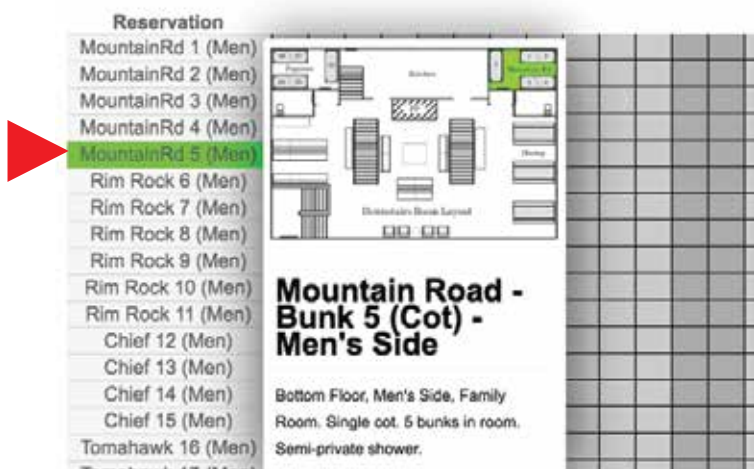 Reservation
MountainRd 1 (Men)
MountainRd 2 (Men)
MountainRd 3 (Men)
MountainRd 4 (Men)
MountainRd 5 (Men)
Rim Rock 6 (Men)
Rim Rock 7 (Men)
Rim Rock 8 (Men)
Rim Rock 9 (Men)
Rim Rock 10 (Men)
Rim Rock 11 (Men)
Chief 12 (Men)
Chief 13 (Men)
Chief 14 (Men)
Chief 15 (Men)
Tomahawk 16 (Men)
Kitchen
Mountain Rd
Downstairs Bunk Layout
Mountain Road -
Bunk 5 (Cot) -
Men's Side
Bottom Floor, Men's Side, Family
Room. Single cot. 5 bunks in room.
Semi-private shower.